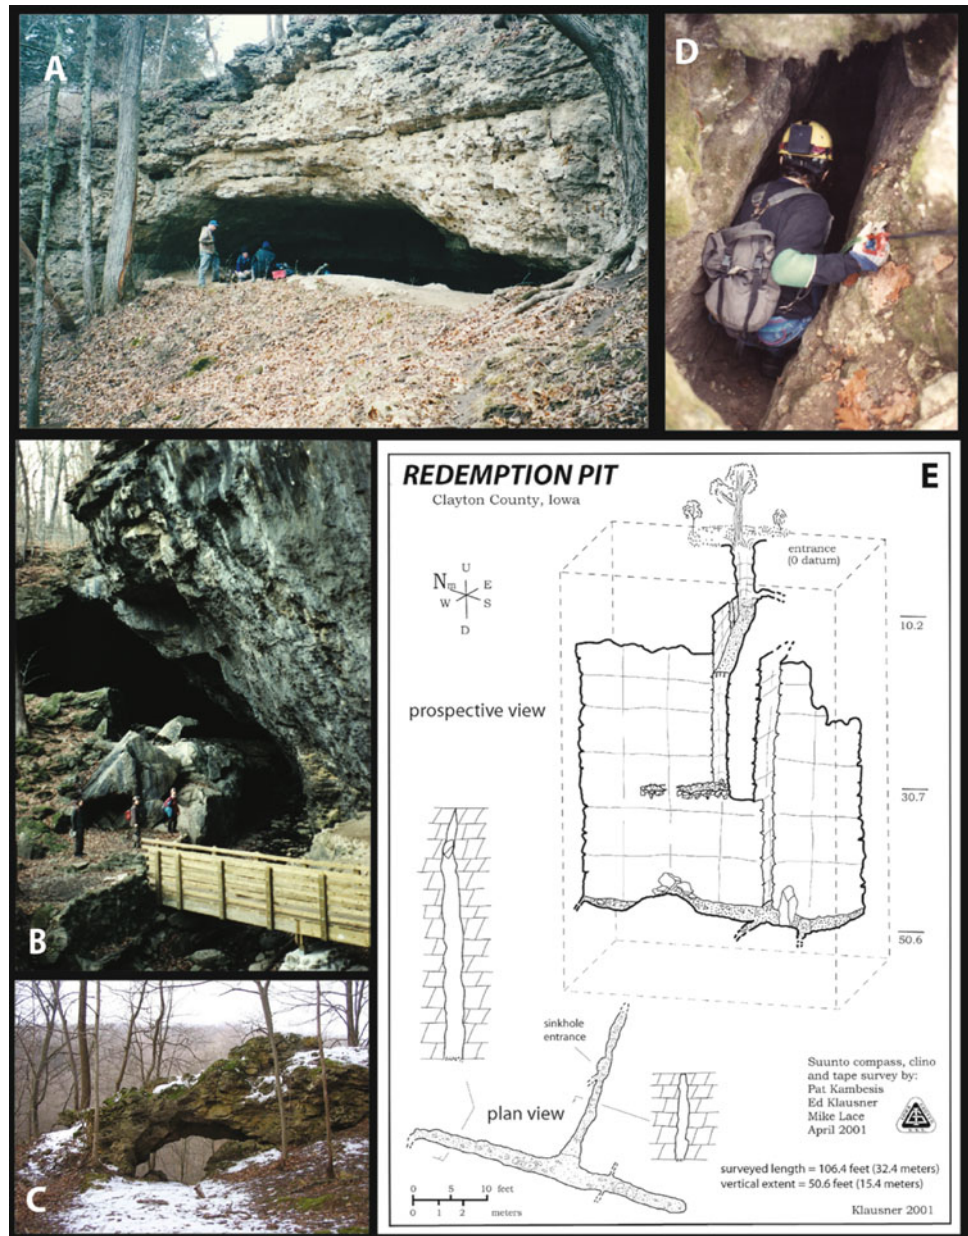 A
D
B
C
REDEMPTION PIT
E
Clayton County, Iowa
entrance
(0 datum)
U
Nm E
W S
D
10.2
prospective view
30.7
50.6
sinkhole
entrance
plan view
Suunto compass, clino
and tape survey by:
Pat Kambesis
Ed Klausner
Mike Lace
April 2001
0 5 10 feet
0 1 2 meters
surveyed length = 106.4 feet (32.4 meters)
vertical extent = 50.6 feet (15.4 meters)
Klausner 2001